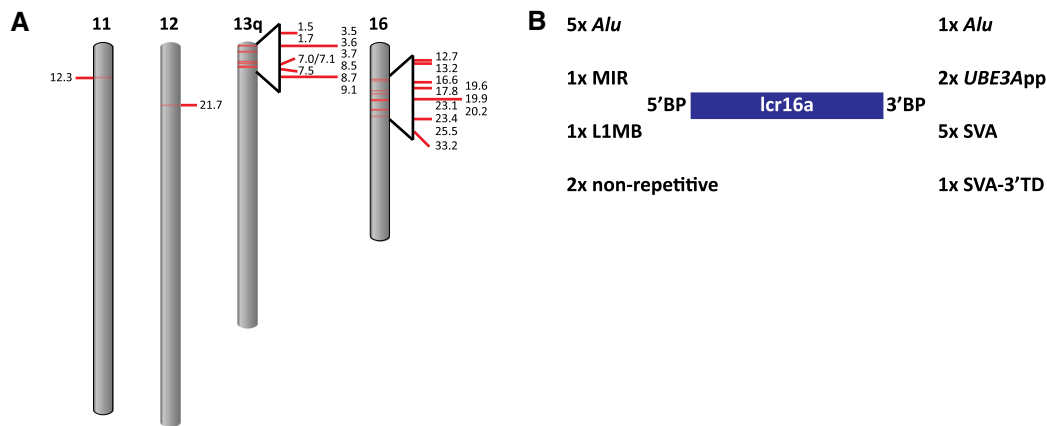 A
11
12
13q
16
12.3
21.7
1.5
1.7
7.0/7.1
7.5
3.5
3.6
3.7
8.5
8.7
9.1
12.7
13.2
16.6
17.8
23.1
23.4
25.5
33.2
19.6
19.9
20.2
B
5x Alu
1x MIR
1x L1MB
2x non-repetitive
5’BP
lcr16a
3’BP
1x Alu
2x UBE3App
5x SVA
1x SVA-3’TD